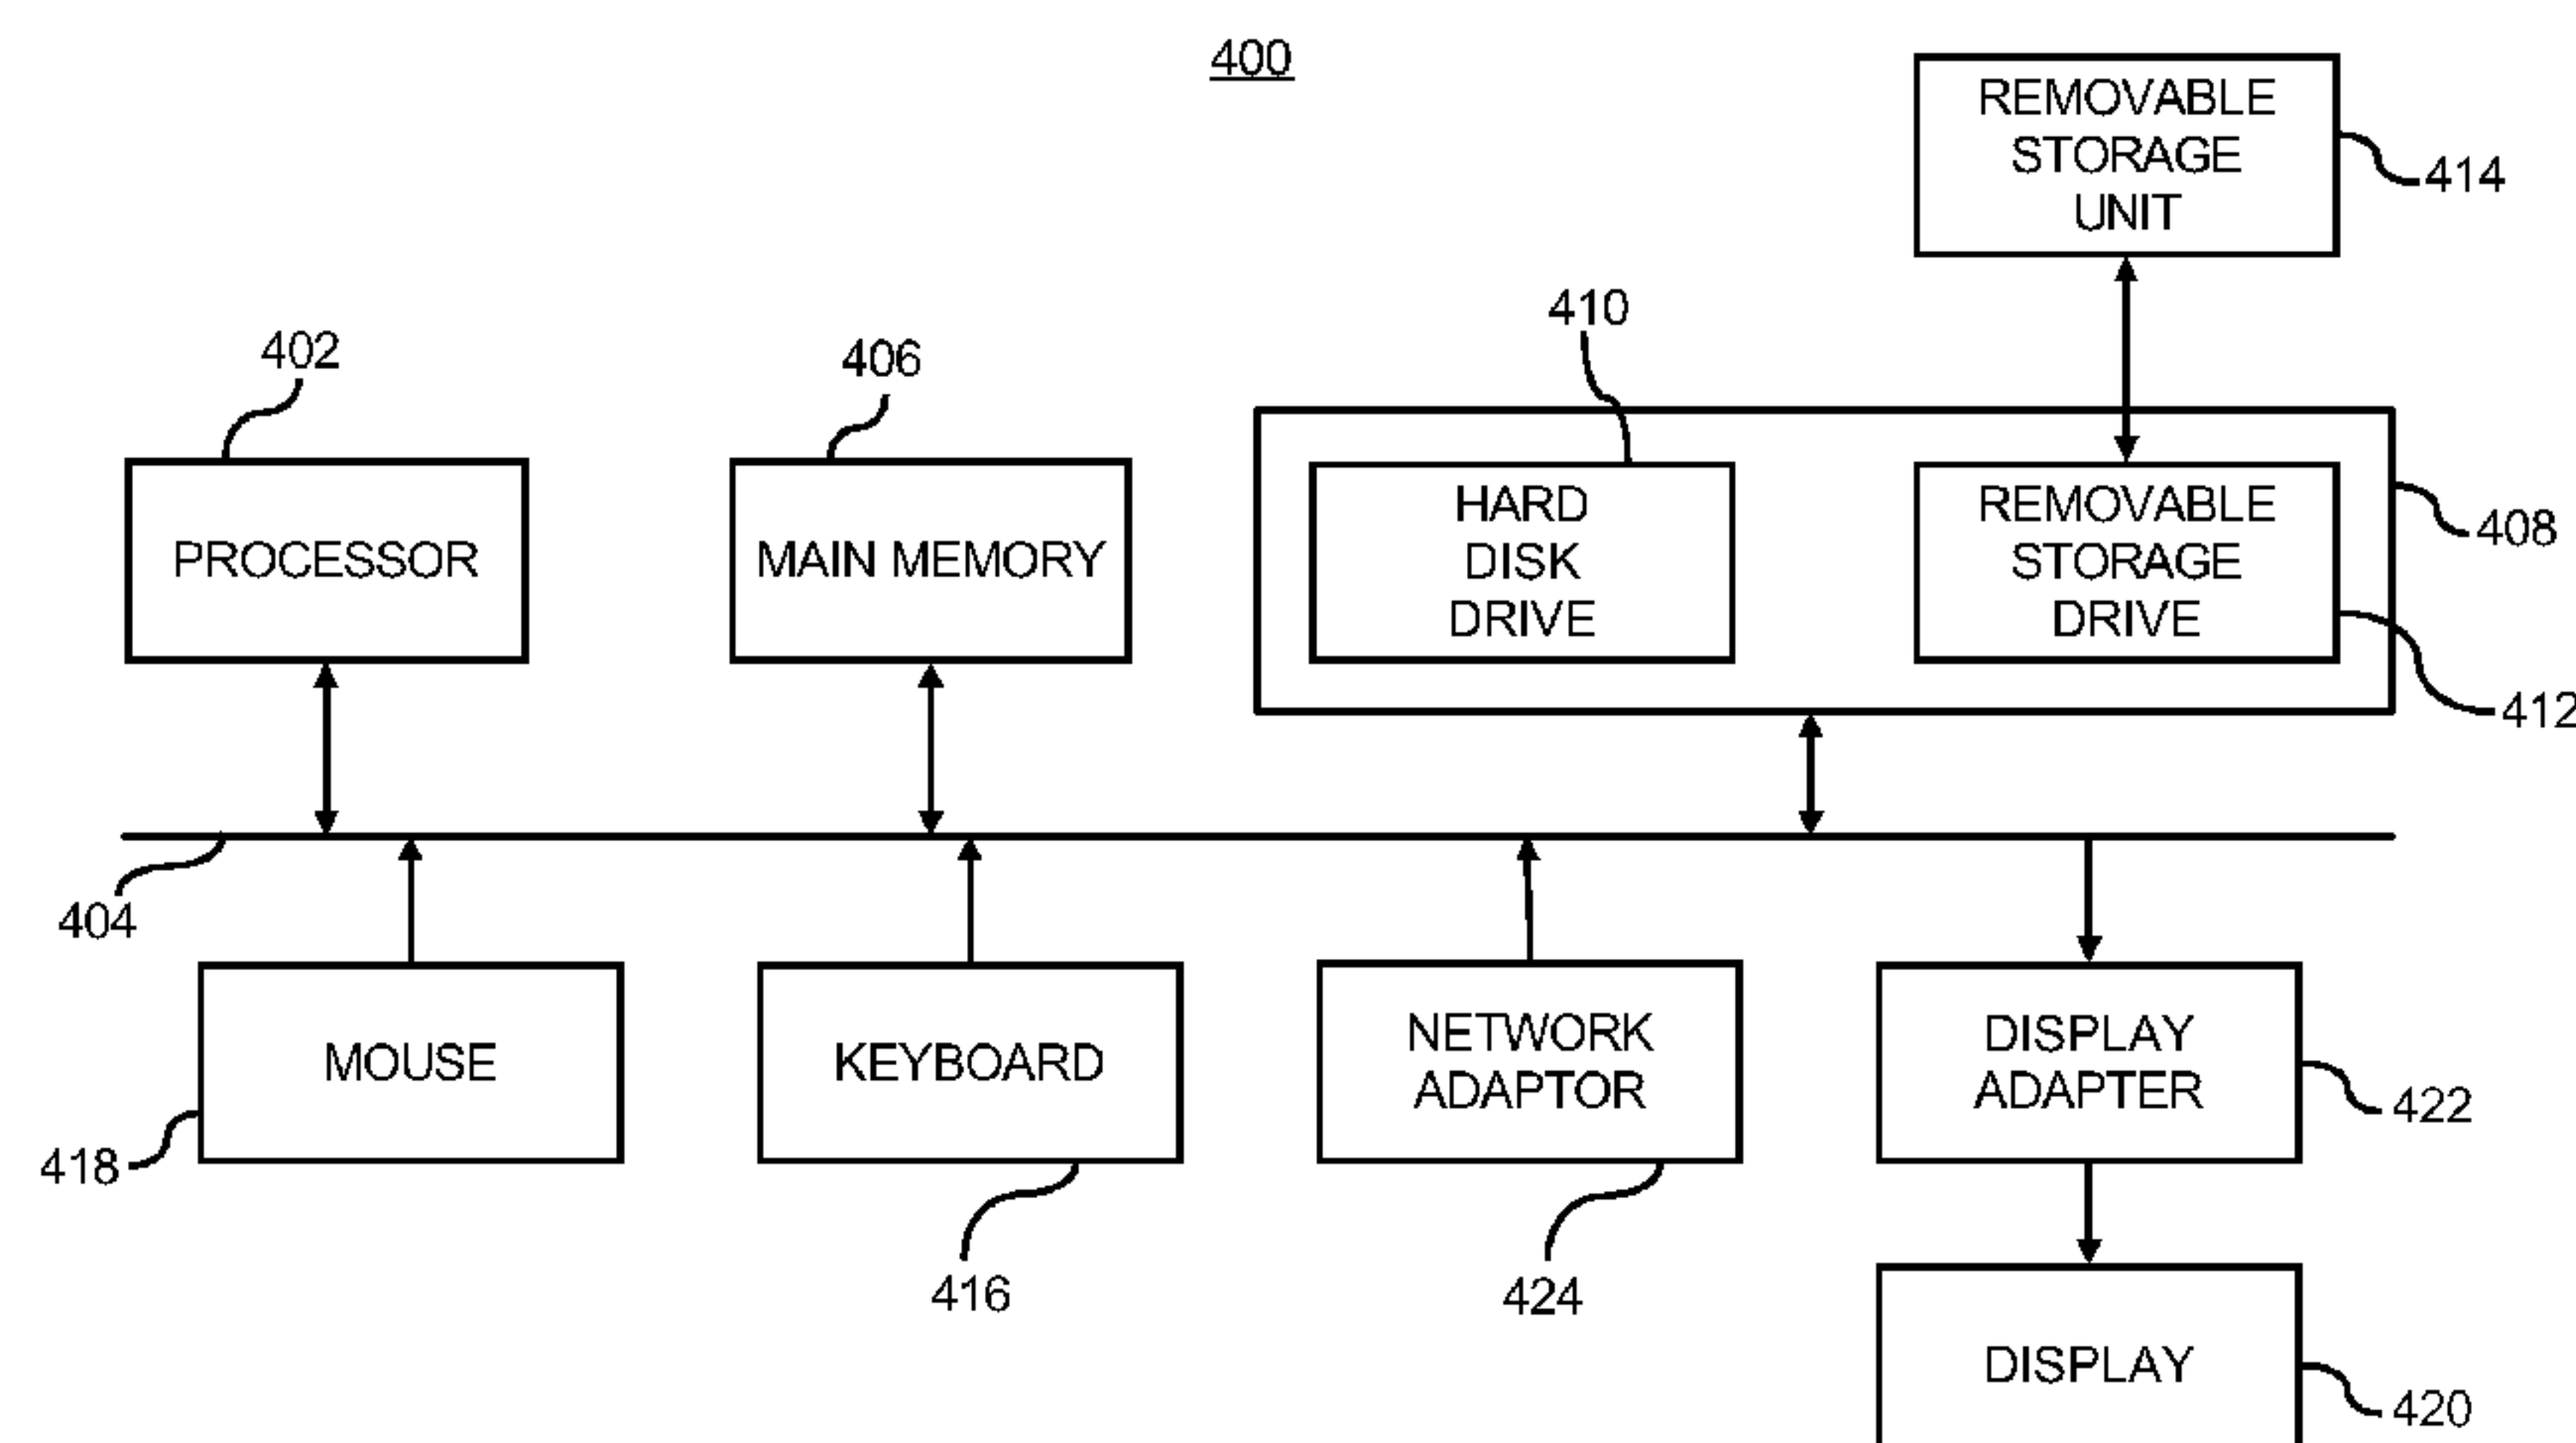 400
REMOVABLE
STORAGE
UNIT
414
410
402
406
HARD
DISK
DRIVE
REMOVABLE
STORAGE
DRIVE
408
PROCESSOR
MAIN MEMORY
412
404
MOUSE
KEYBOARD
NETWORK
ADAPTOR
DISPLAY
ADAPTER
422
418
416
424
DISPLAY
420